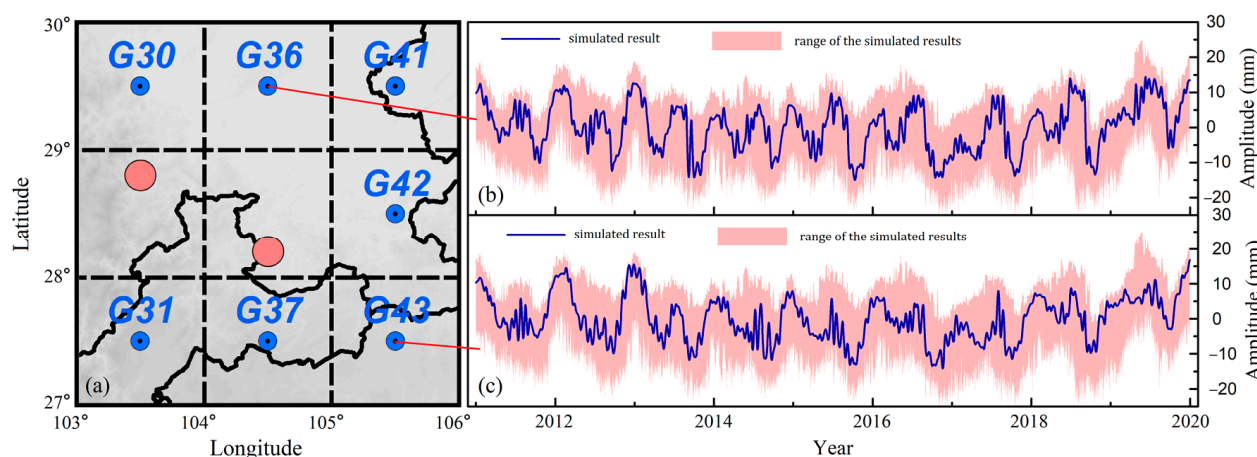 30°
G30 G36 G41
29°
G42
28°
G31 G37 G43
(a)
27°
103° 104° 105° 106°
Latitude
Longitude
simulated result range of the simulated results
(b)
30
20
10
0
−10
−20
Amplitude (mm)
simulated result range of the simulated results
(c)
30
20
10
0
−10
−20
Amplitude (mm)
2012 2014 2016 2018 2020
Year